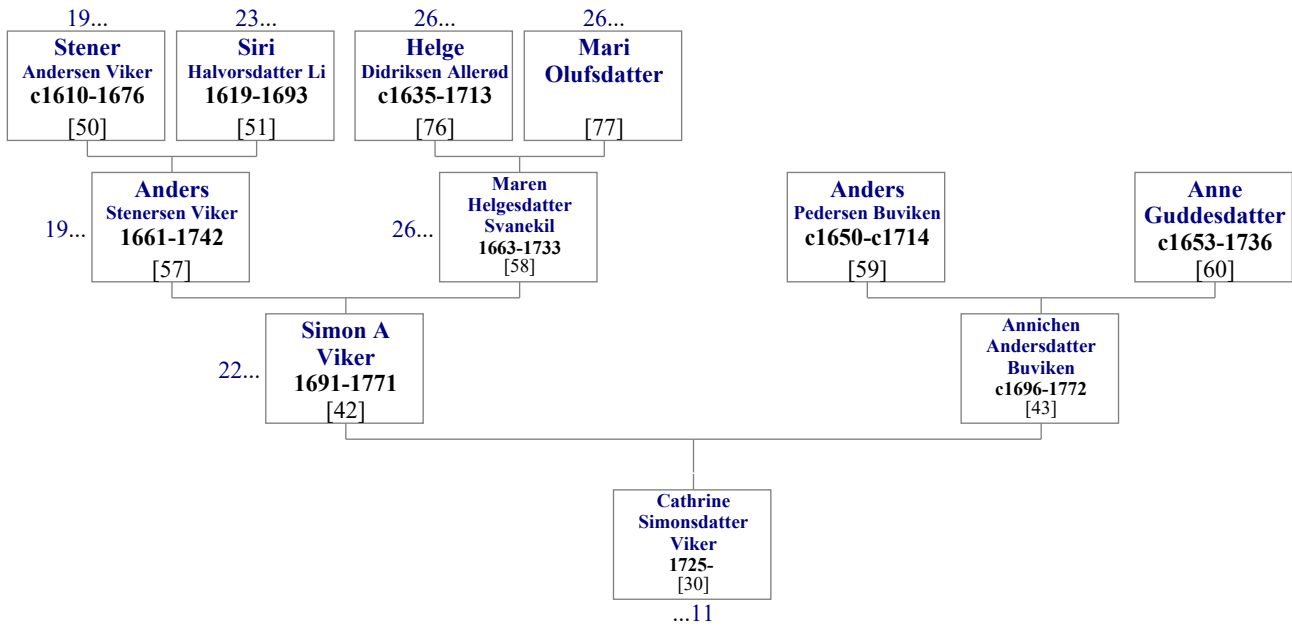 19...
Stener
Andersen Viker
c1610-1676
[50]
23...
Siri
Halvorsdatter Li
1619-1693
[51]
26...
Helge
Didriksen Allerød
c1635-1713
[76]
26...
Mari
Olufsdatter
[77]
19...
Anders
Stenersen Viker
1661-1742
[57]
26...
Maren
Helgesdatter
Svanekil
1663-1733
[58]
Anders
Pedersen Buviken
c1650-c1714
[59]
Anne
Guddesdatter
c1653-1736
[60]
22...
Simon A
Viker
1691-1771
[42]
Annichen
Andersdatter
Buviken
c1696-1772
[43]
Cathrine
Simonsdatter
Viker
1725-
[30]
...11